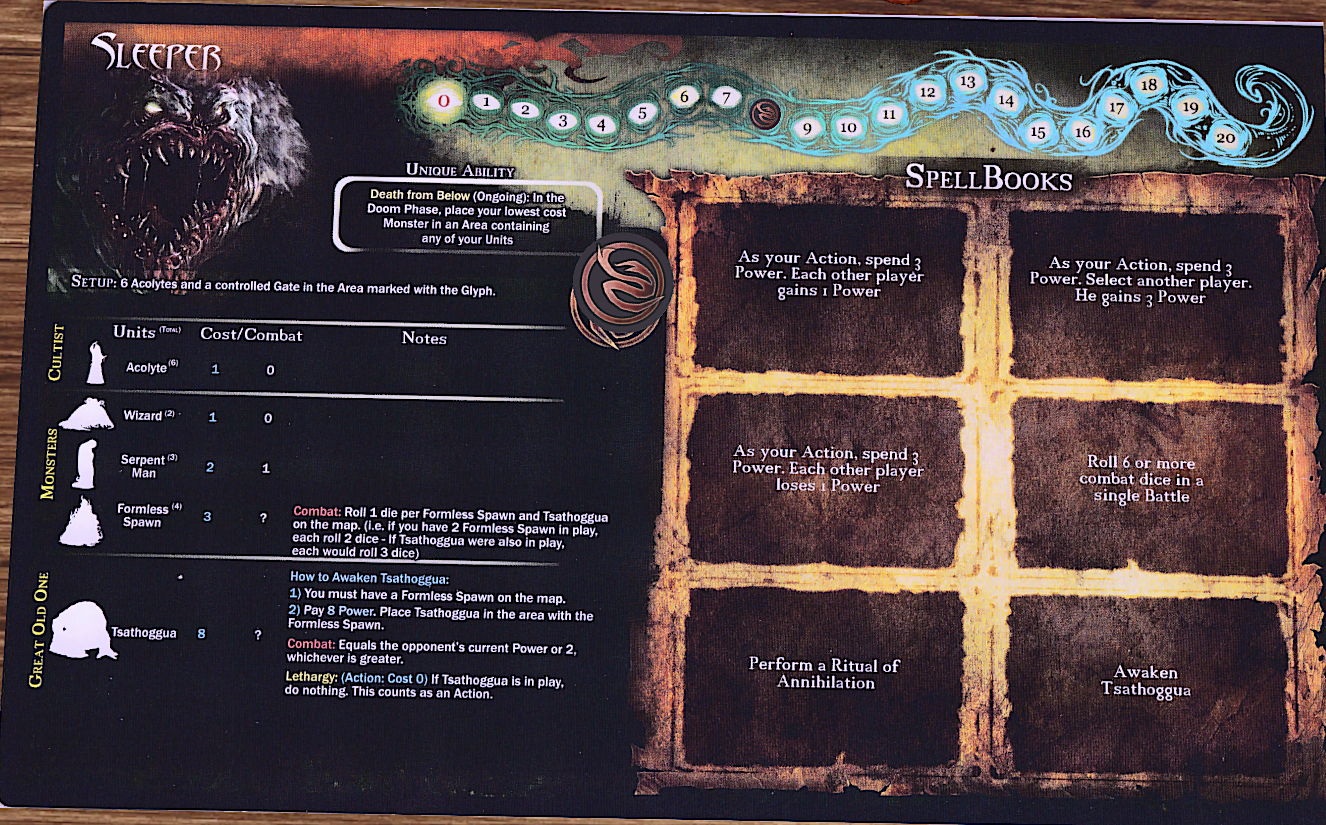 Sleeper
0 1 2 3 4 5 6 7 9 10 11 12 13 14 15 16 17 18 19 20
Unique Ability
Death from Below (Ongoing): In the
Doom Phase, place your lowest cost
Monster in an Area containing
any of your Units
Setup: 6 Acolytes and a controlled Gate in the Area marked with the Glyph.
Units (Total) Cost/Combat Notes
Cultist
Acolyte (6) 1 0
Monsters
Wizard (2) 1 0
Serpent (3)
Man 2 1
Formless (4)
Spawn 3 ?
Combat: Roll 1 die per Formless Spawn and Tsathoggua
on the map. (i.e. if you have 2 Formless Spawn in play,
each roll 2 dice - If Tsathoggua were also in play,
each would roll 3 dice)
Great Old One
Tsathoggua 8 ?
How to Awaken Tsathoggua:
1) You must have a Formless Spawn on the map.
2) Pay 8 Power. Place Tsathoggua in the area with the
Formless Spawn.
Combat: Equals the opponent's current Power or 2,
whichever is greater.
Lethargy: (Action: Cost 0) If Tsathoggua is in play,
do nothing. This counts as an Action.
SpellBooks
As your Action, spend 3
Power. Each other player
gains 1 Power
As your Action, spend 3
Power. Select another player.
He gains 3 Power
As your Action, spend 3
Power. Each other player
loses 1 Power
Roll 6 or more
combat dice in a
single Battle
Perform a Ritual of
Annihilation
Awaken
Tsathoggua